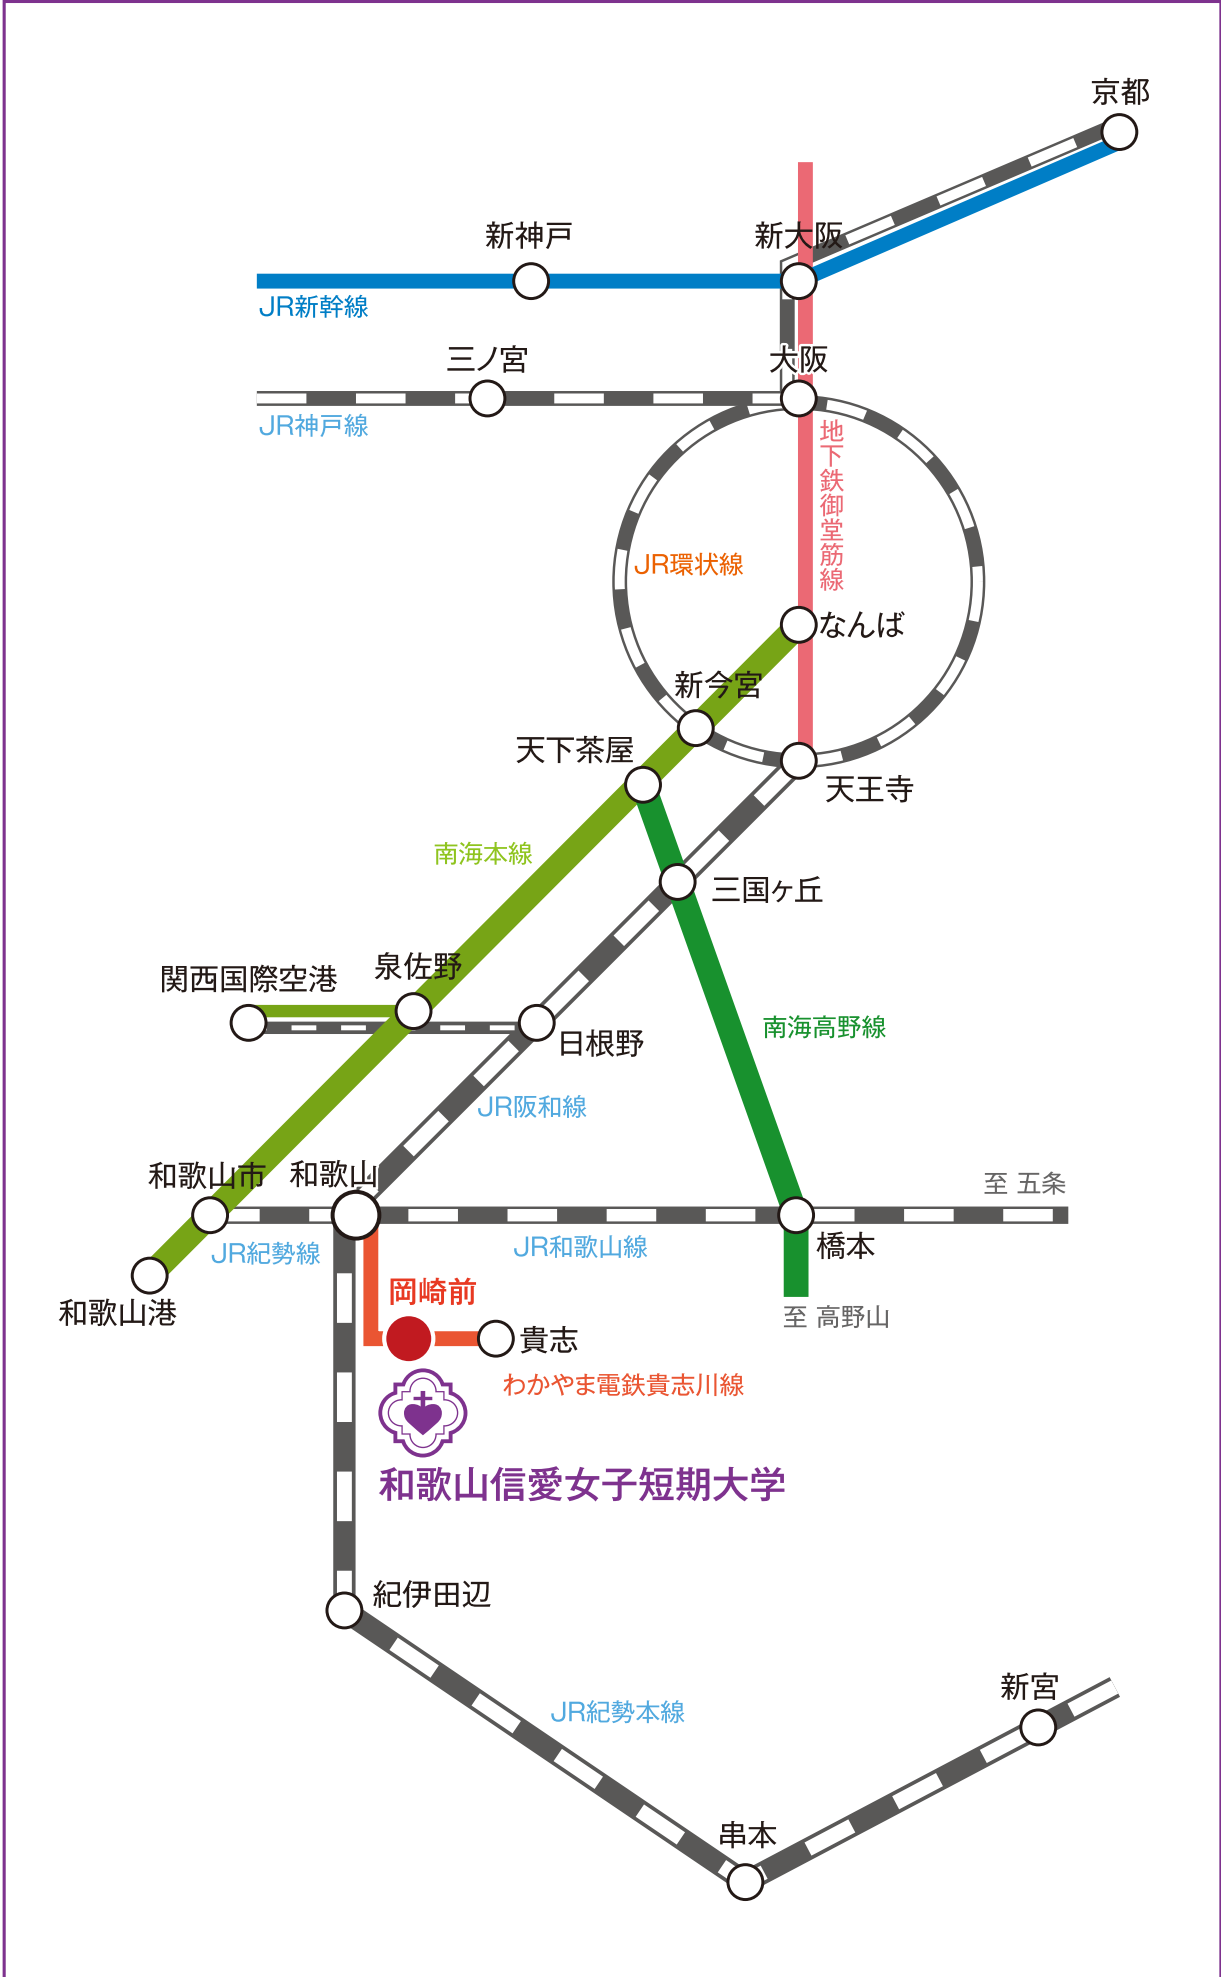 京都
新神戸
新大阪
JR新幹線
三ノ宮
大阪
JR神戸線
地下鉄御堂筋線
JR環状線
なんば
新今宮
天下茶屋
天王寺
南海本線
三国ヶ丘
関西国際空港
泉佐野
日根野
南海高野線
JR阪和線
和歌山市
和歌山
至 五条
JR紀勢線
JR和歌山線
橋本
和歌山港
岡崎前
至 高野山
貴志
わかやま電鉄貴志川線
和歌山信愛女子短期大学
紀伊田辺
新宮
JR紀勢本線
串本